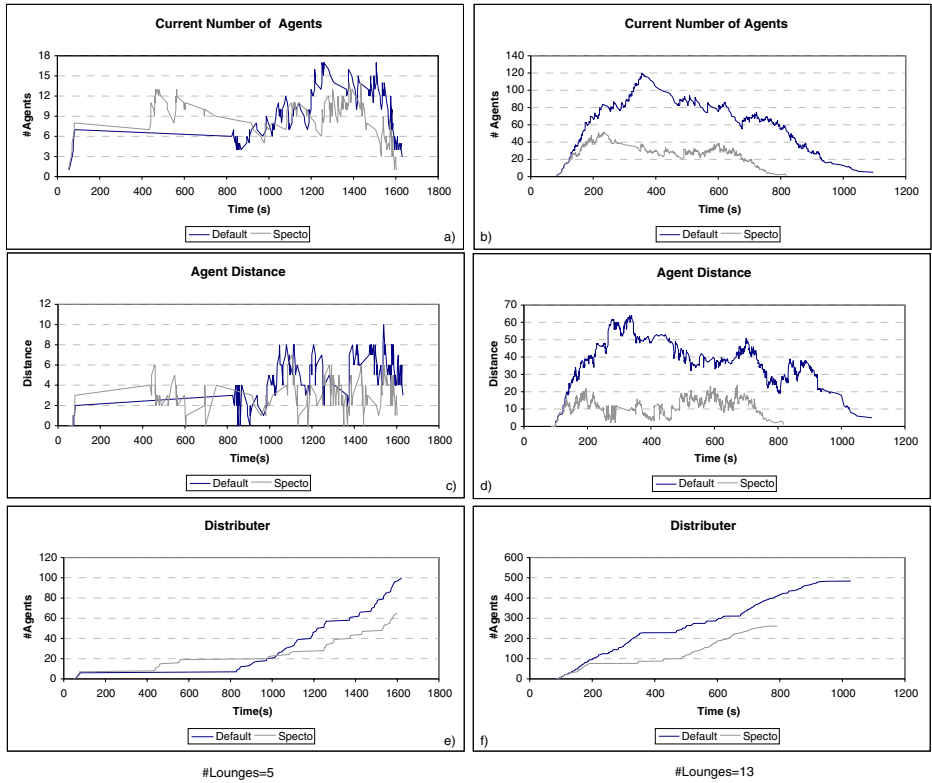 Current Number of Agents
18
15
12
9
6
3
0
#Agents
0 200 400 600 800 1000 1200 1400 1600 1800
Time (s)
Default Specto
a)
Current Number of Agents
140
120
100
80
60
40
20
0
# Agents
0 200 400 600 800 1000 1200
Time (s)
Default Specto
b)
Agent Distance
12
10
8
6
4
2
0
Distance
0 200 400 600 800 1000 1200 1400 1600 1800
Time(s)
Default Specto
c)
Agent Distance
70
60
50
40
30
20
10
0
Distance
0 200 400 600 800 1000 1200
Time (s)
Default Specto
d)
Distributer
120
100
80
60
40
20
0
#Agents
0 200 400 600 800 1000 1200 1400 1600 1800
Time(s)
Default Specto
e)
Distributer
600
500
400
300
200
100
0
#Agents
0 200 400 600 800 1000 1200
Time (s)
Default Specto
f)
#Lounges=5
#Lounges=13